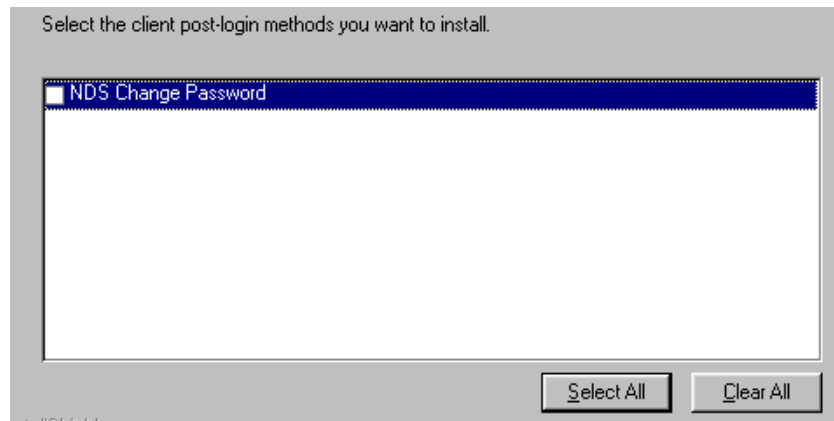 Select the client post-login methods you want to install.
NDS Change Password
Select All
Clear All